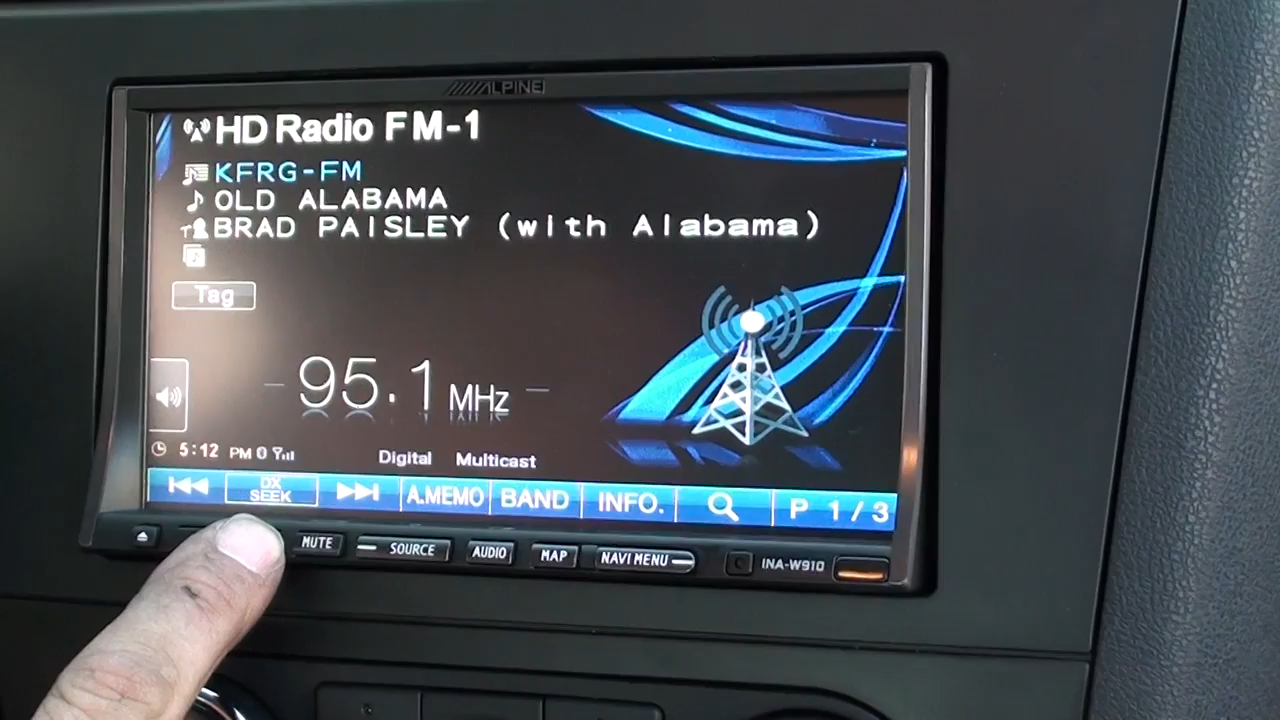 ALPINE
HD Radio FM-1
KFRG-FM
OLD ALABAMA
BRAD PAISLEY (with Alabama)
Tag
95.1 MHz
5:12 PM 0
Digital Multicast
DX SEEK A.MEMO BAND INFO. P 1/3
MUTE SOURCE AUDIO MAP NAVI MENU INA-W910